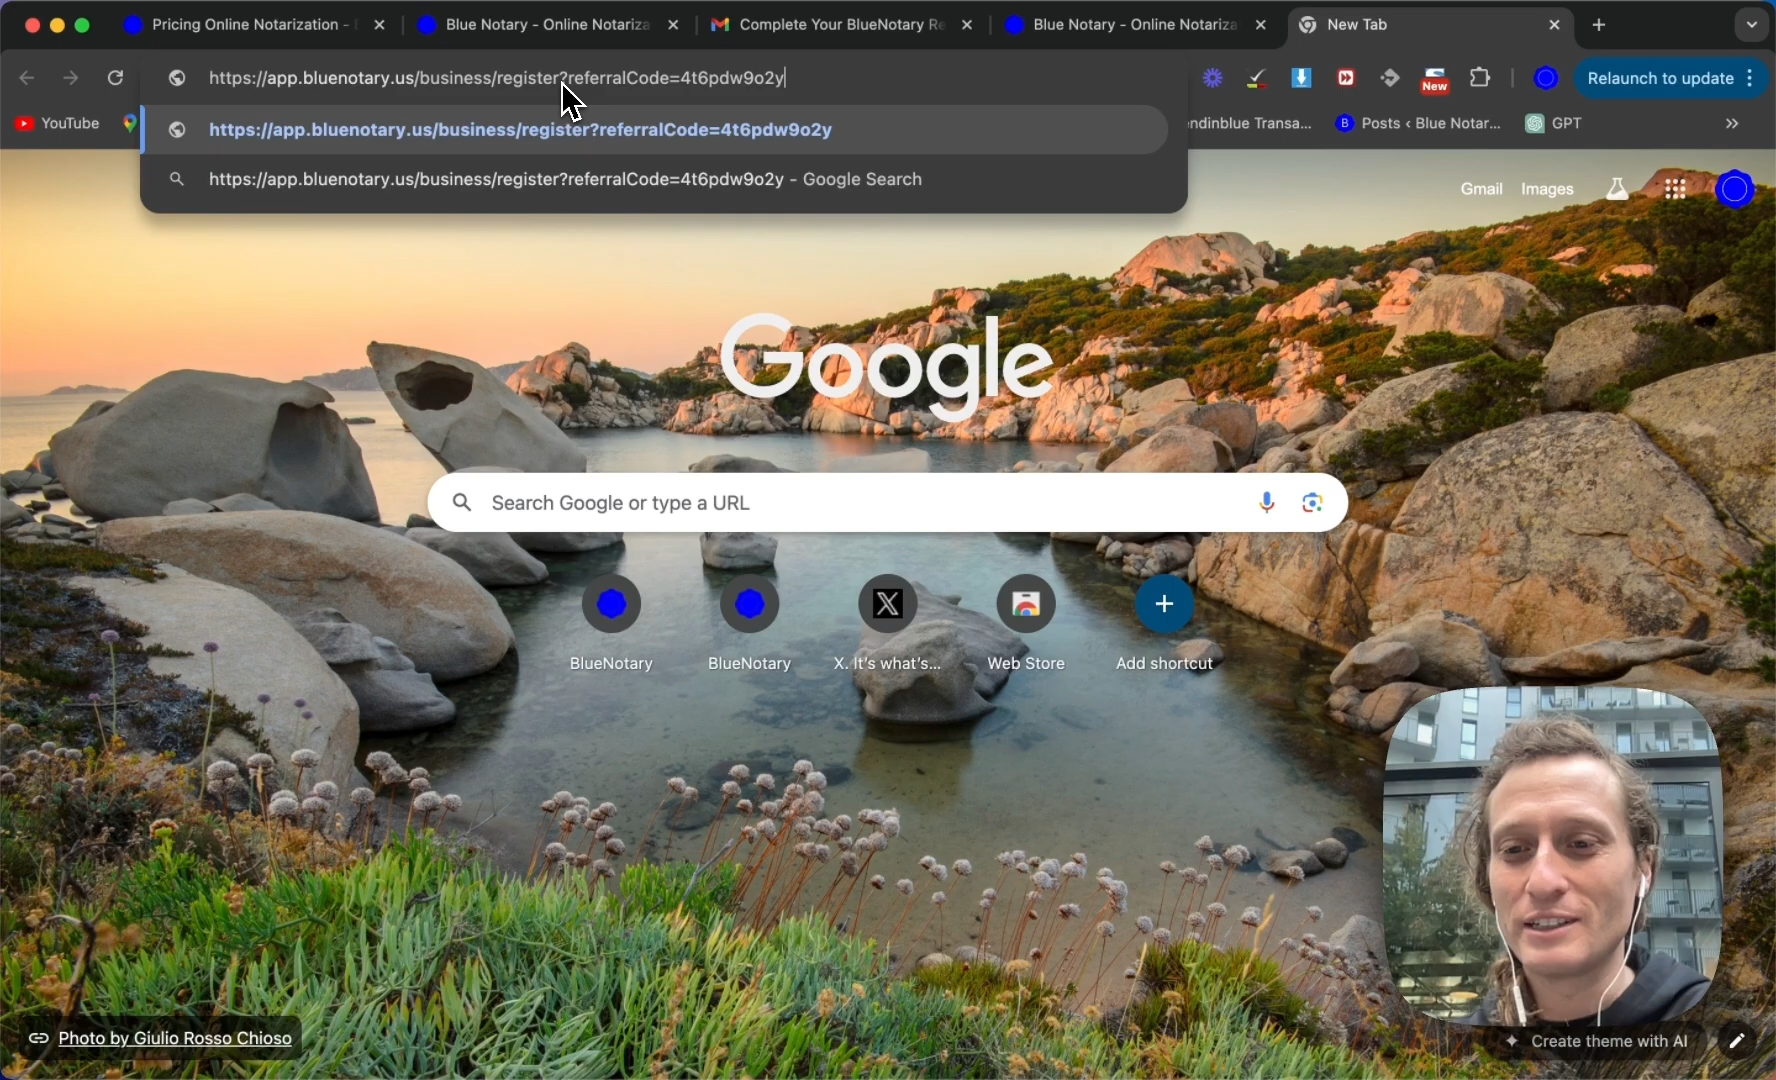 Pricing Online Notarization -
Blue Notary - Online Notariza
Complete Your BlueNotary Re
Blue Notary - Online Notariza
New Tab
https://app.bluenotary.us/business/register?referralCode=4t6pdw9o2y
New
Relaunch to update
YouTube
https://app.bluenotary.us/business/register?referralCode=4t6pdw9o2y
endinblue Transa...
Posts ‹ Blue Notar...
GPT
https://app.bluenotary.us/business/register?referralCode=4t6pdw9o2y - Google Search
Gmail
Images
Google
Search Google or type a URL
BlueNotary
BlueNotary
X. It's what's...
Web Store
Add shortcut
Photo by Giulio Rosso Chioso
Create theme with AI